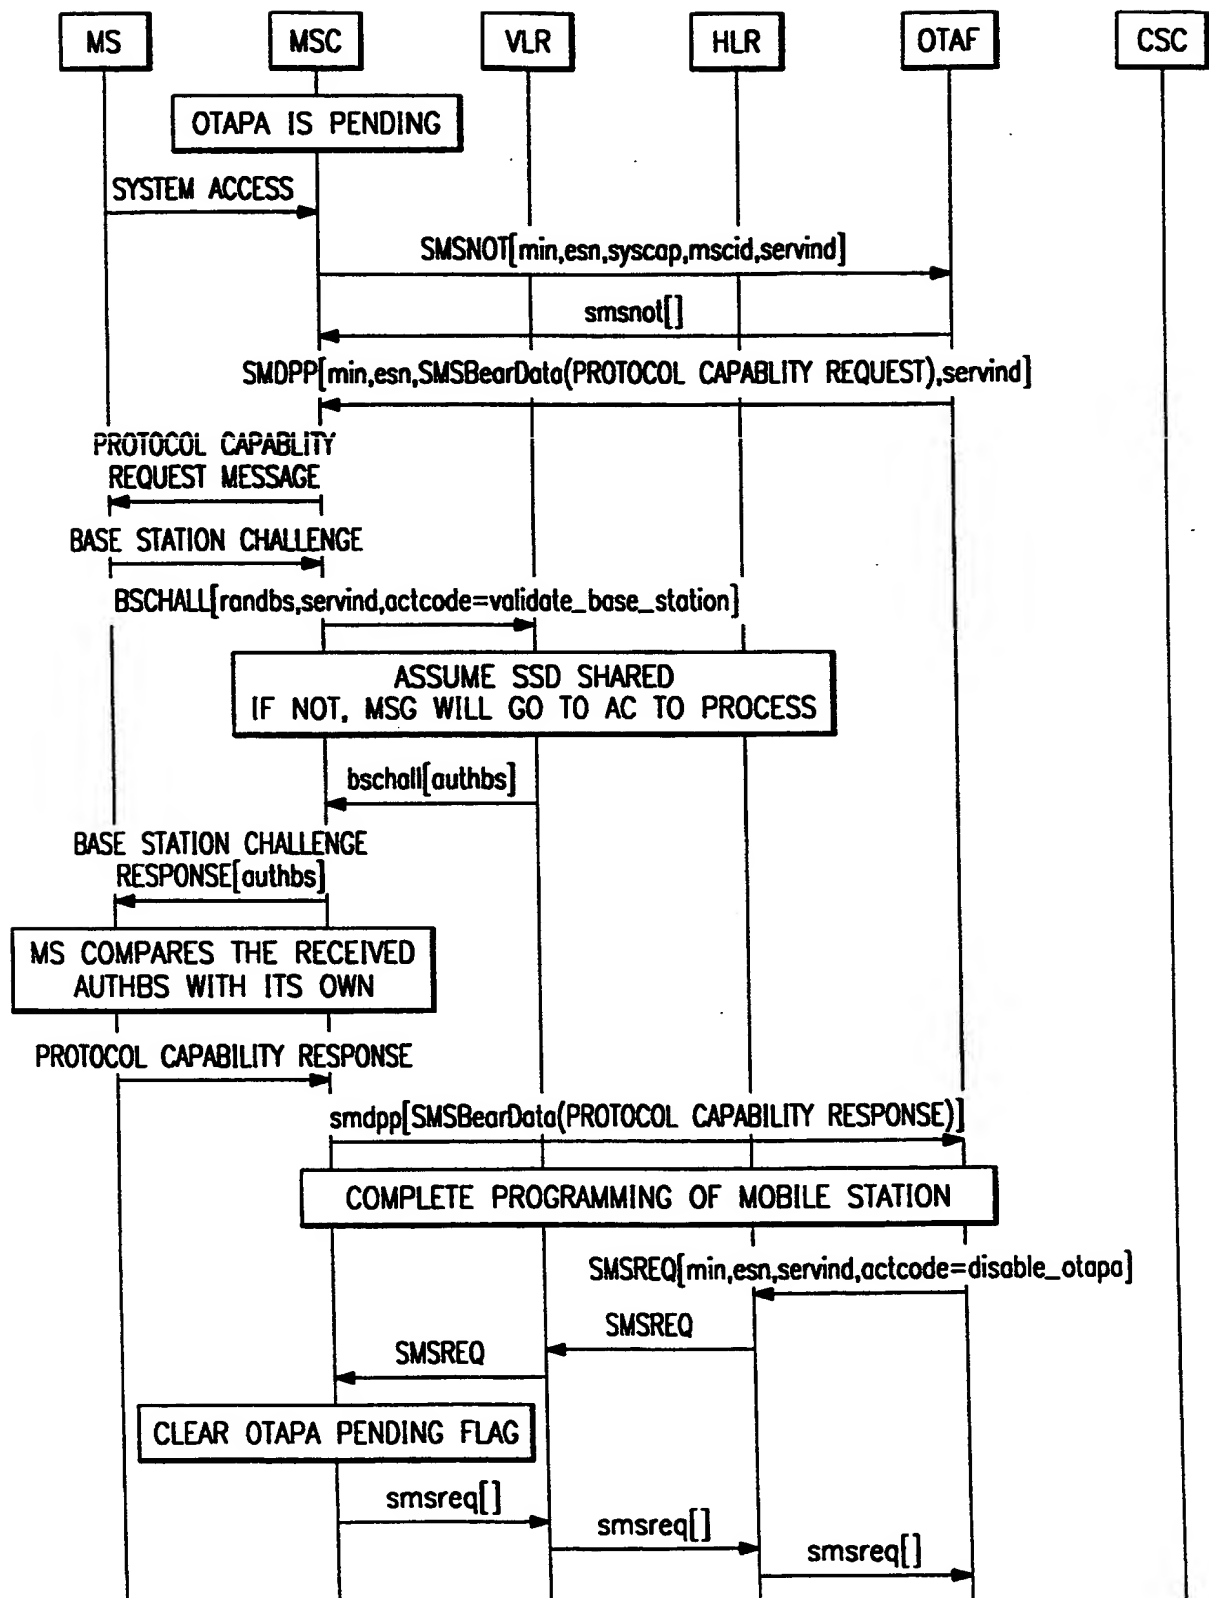 MS MSC VLR HLR OTAF CSC
OTAPA IS PENDING
SYSTEM ACCESS
SMSNOT[min,esn,syscap,mscid,servind]
smsnot[]
SMDPP[min,esn,SMSBearData(PROTOCOL CAPABLITY REQUEST),servind]
PROTOCOL CAPABLITY
REQUEST MESSAGE
BASE STATION CHALLENGE
BSCHALL[randbs,servind,actcode=validate_base_station]
ASSUME SSD SHARED
IF NOT, MSG WILL GO TO AC TO PROCESS
bschall[authbs]
BASE STATION CHALLENGE
RESPONSE[authbs]
MS COMPARES THE RECEIVED
AUTHBS WITH ITS OWN
PROTOCOL CAPABILITY RESPONSE
smdpp[SMSBearData(PROTOCOL CAPABILITY RESPONSE)]
COMPLETE PROGRAMMING OF MOBILE STATION
SMSREQ[min,esn,servind,actcode=disable_otapa]
SMSREQ
SMSREQ
CLEAR OTAPA PENDING FLAG
smsreq[]
smsreq[]
smsreq[]